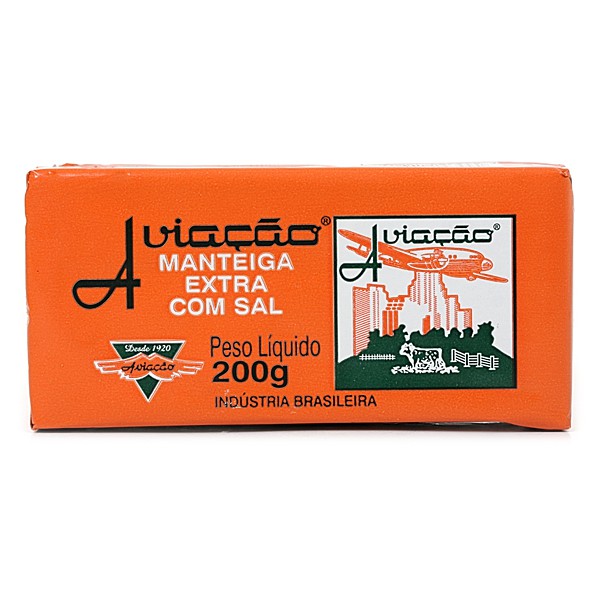 Aviação®
MANTEIGA
EXTRA
COM SAL
Desde 1920
Aviação
Peso Líquido
200g
INDÚSTRIA BRASILEIRA
Aviação®